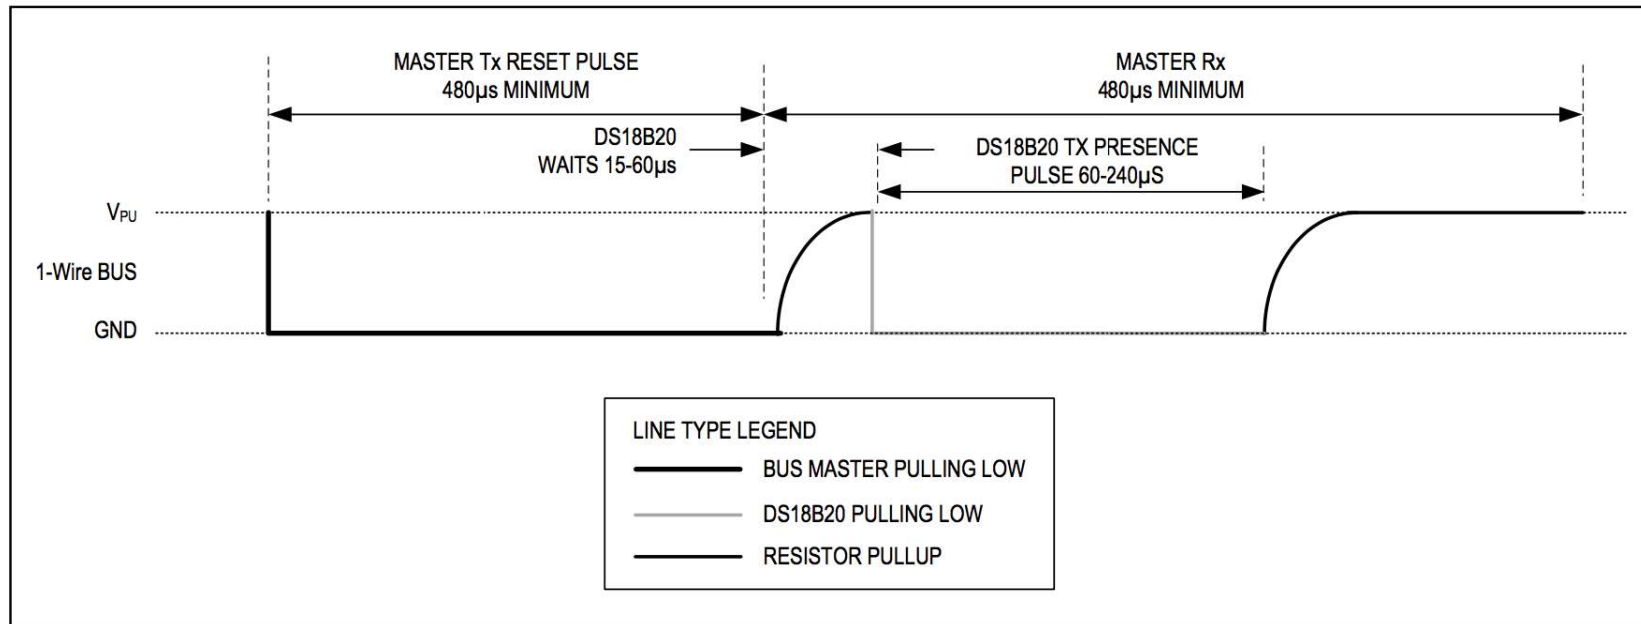 MASTER Tx RESET PULSE
480µs MINIMUM
MASTER Rx
480µs MINIMUM
DS18B20
WAITS 15-60µs
DS18B20 TX PRESENCE
PULSE 60-240µS
VPU
1-Wire BUS
GND
LINE TYPE LEGEND
BUS MASTER PULLING LOW
DS18B20 PULLING LOW
RESISTOR PULLUP